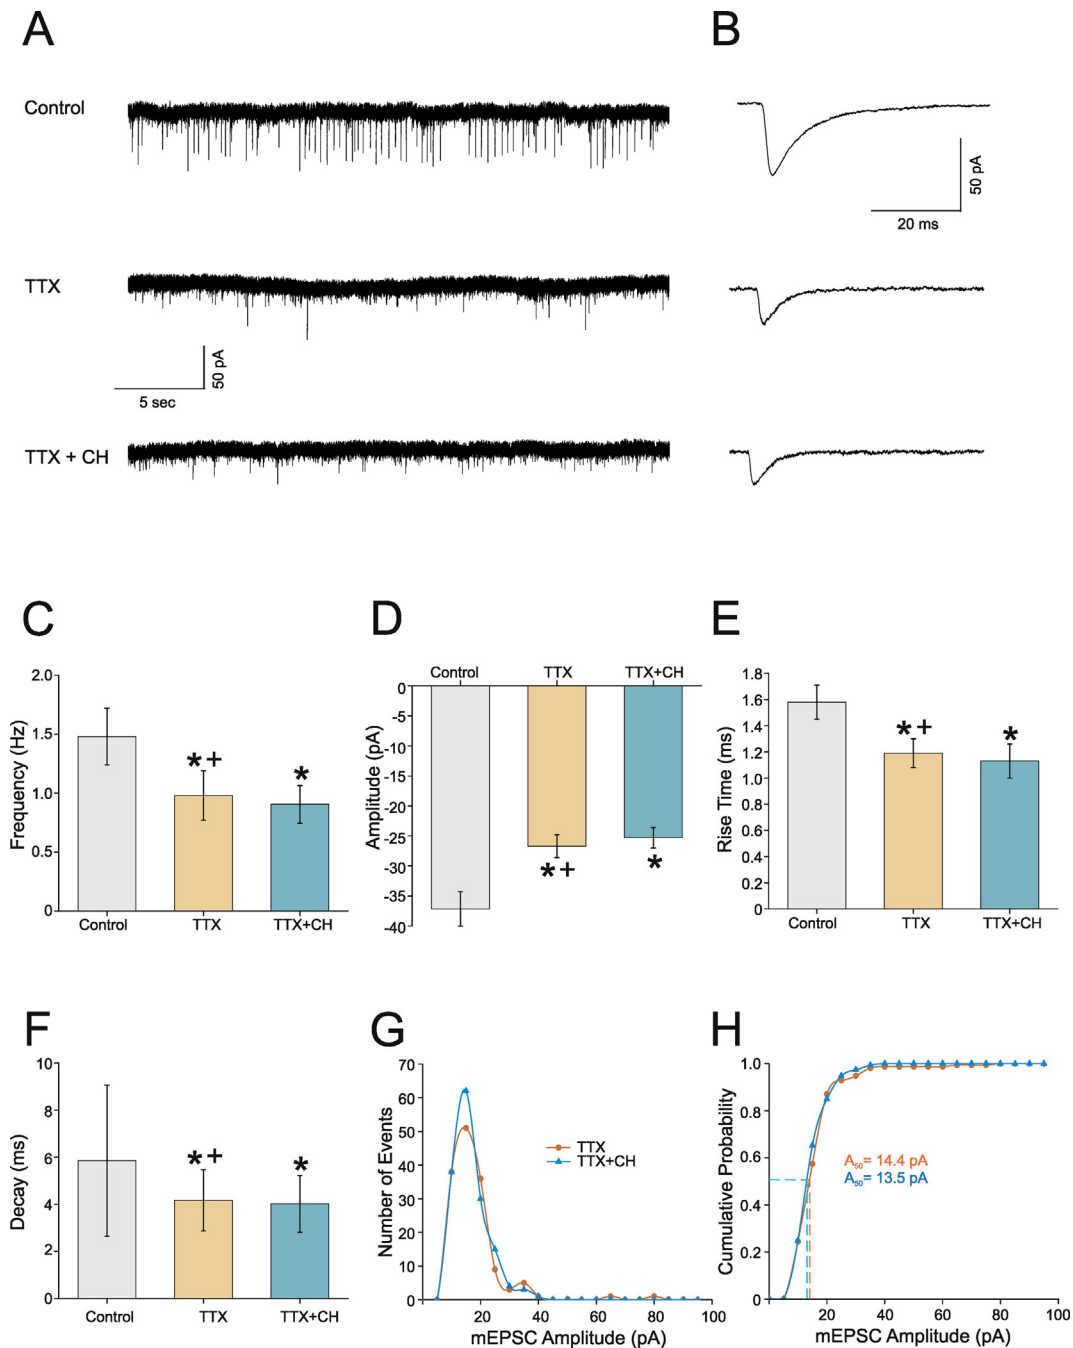 A
B
Control
50 pA
20 ms
TTX
50 pA
5 sec
TTX + CH
C
D
E
2.0
1.5
1.0
0.5
0
Frequency (Hz)
*+
*
Control
TTX
TTX+CH
Control
TTX
TTX+CH
0
-5
-10
-15
-20
-25
-30
-35
-40
Amplitude (pA)
*+
*
1.8
1.6
1.4
1.2
1.0
0.8
0.6
0.4
0.2
0
Rise Time (ms)
*+
*
Control
TTX
TTX+CH
F
G
H
10
8
6
4
2
0
Decay (ms)
*+
*
Control
TTX
TTX+CH
70
60
50
40
30
20
10
0
Number of Events
TTX
TTX+CH
20
40
60
80
100
mEPSC Amplitude (pA)
1.0
0.8
0.6
0.4
0.2
0.0
Cumulative Probability
A50= 14.4 pA
A50= 13.5 pA
20
40
60
80
100
mEPSC Amplitude (pA)